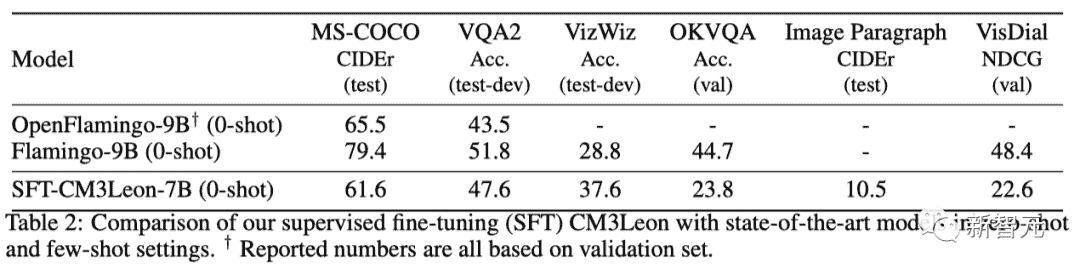 Model MS-COCO VQA2 VizWiz OKVQA Image Paragraph VisDial
CIDEr Acc. Acc. Acc. CIDEr NDCG
(test) (test-dev) (test-dev) (val) (test) (val)
OpenFlamingo-9B† (0-shot) 65.5 43.5 - - - -
Flamingo-9B (0-shot) 79.4 51.8 28.8 44.7 - 48.4
SFT-CM3Leon-7B (0-shot) 61.6 47.6 37.6 23.8 10.5 22.6
Table 2: Comparison of our supervised fine-tuning (SFT) CM3Leon with state-of-the-art
and few-shot settings. † Reported numbers are all based on validation set.
新智元